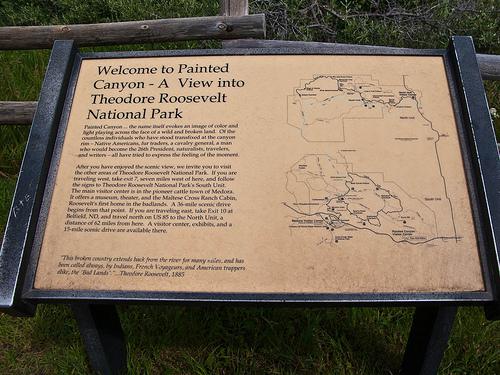 Welcome to Painted
Canyon - A View into
Theodore Roosevelt
National Park
Painted Canyon ... the name itself evokes an image of color and
light playing across the face of a wild and broken land. Of the
countless individuals who have stood transfixed at the canyon
rim - Native Americans, fur traders, a cavalry general, a man
who would become the 26th President, naturalists, travelers,
and writers - all have tried to express the feeling of the moment.
After you have enjoyed the scenic view, we invite you to visit
the other areas of Theodore Roosevelt National Park. If you are
traveling west, take exit 7, seven miles west of here, and follow
the signs to Theodore Roosevelt National Park's South Unit.
The main visitor center is in the pioneer cattle town of Medora.
It offers a museum, theater, and the Maltese Cross Ranch Cabin,
Roosevelt's first home in the badlands. A 36-mile scenic drive
begins from that point. If you are traveling east, take Exit 10 at
Belfield, ND, and travel north on US 85 to the North Unit, a
distance of 62 miles from here. A visitor center, exhibits, and a
15-mile scenic drive are available there.
"This broken country extends back from the river for many miles, and has
been called always, by Indians, French Voyageurs, and American trappers
alike, the 'Bad Lands'."...Theodore Roosevelt, 1885
North Unit
South Unit